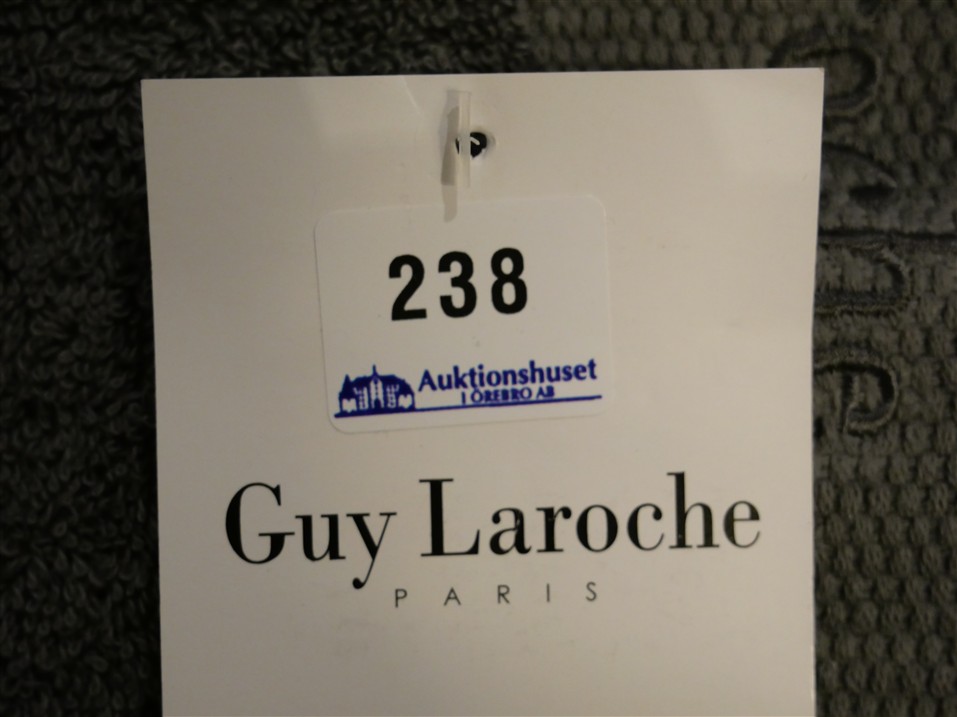 238
Auktionshuset
I ÖREBRO AB
Guy Laroche
PARIS